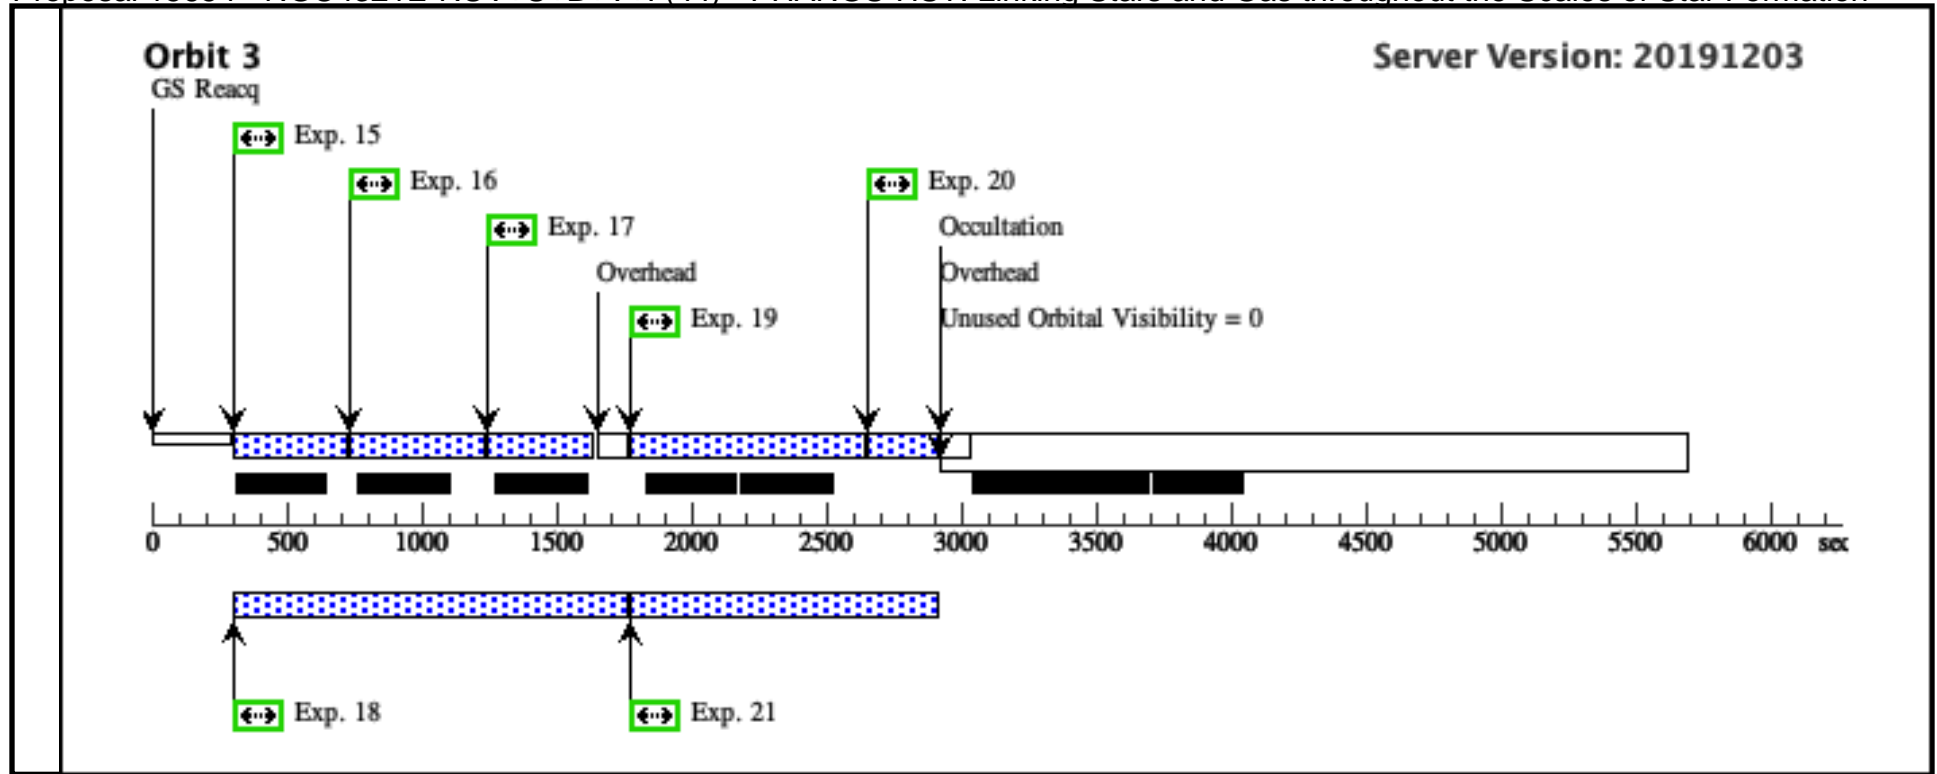 Orbit 3
Server Version: 20191203
GS Reacq
Exp. 15
Exp. 16
Exp. 20
Exp. 17
Occultation
Overhead
Overhead
Exp. 19
Unused Orbital Visibility = 0
0 500 1000 1500 2000 2500 3000 3500 4000 4500 5000 5500 6000 sec
Exp. 18
Exp. 21